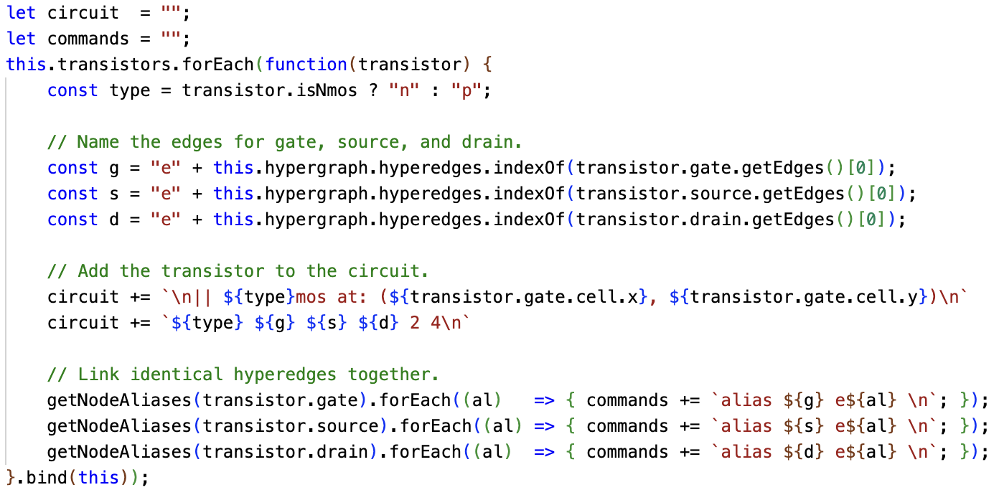 let circuit  = "";
let commands = "";
this.transistors.forEach(function(transistor) {
    const type = transistor.isNmos ? "n" : "p";

    // Name the edges for gate, source, and drain.
    const g = "e" + this.hypergraph.hyperedges.indexOf(transistor.gate.getEdges()[0]);
    const s = "e" + this.hypergraph.hyperedges.indexOf(transistor.source.getEdges()[0]);
    const d = "e" + this.hypergraph.hyperedges.indexOf(transistor.drain.getEdges()[0]);

    // Add the transistor to the circuit.
    circuit += `\n|| ${type}mos at: (${transistor.gate.cell.x}, ${transistor.gate.cell.y})\n`
    circuit += `${type} ${g} ${s} ${d} 2 4\n`

    // Link identical hyperedges together.
    getNodeAliases(transistor.gate).forEach((al)   => { commands += `alias ${g} e${al} \n`; });
    getNodeAliases(transistor.source).forEach((al) => { commands += `alias ${s} e${al} \n`; });
    getNodeAliases(transistor.drain).forEach((al)  => { commands += `alias ${d} e${al} \n`; });
}.bind(this));